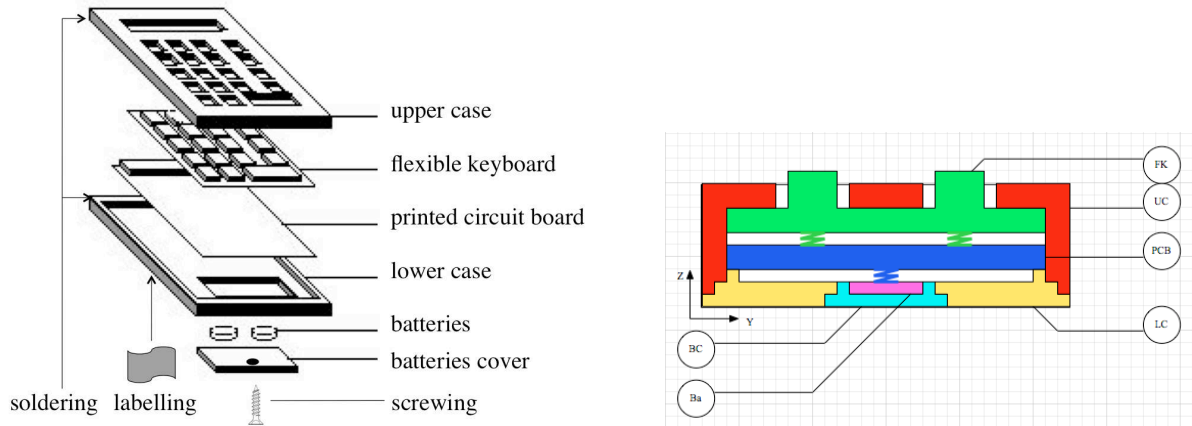 upper case
flexible keyboard
printed circuit board
lower case
batteries
batteries cover
soldering labelling screwing
FK
UC
PCB
Z
Y
LC
BC
Ba